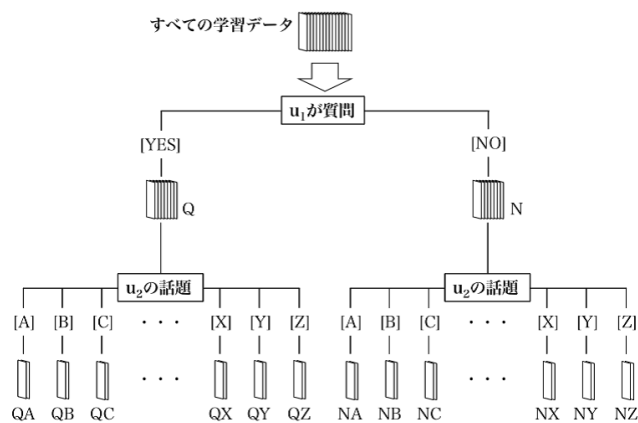 すべての学習データ
u₁が質問
[YES] [NO]
Q N
u₂の話題 u₂の話題
[A] [B] [C] ・・・ [X] [Y] [Z] [A] [B] [C] ・・・ [X] [Y] [Z]
・・・ ・・・
QA QB QC QX QY QZ NA NB NC NX NY NZ